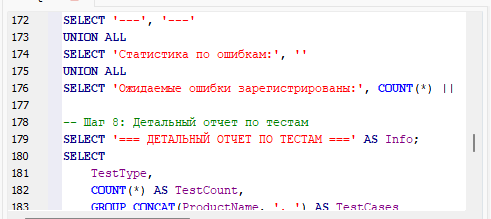 172 SELECT '---', '---'
173 UNION ALL
174 SELECT 'Статистика по ошибкам:', ''
175 UNION ALL
176 SELECT 'Ожидаемые ошибки зарегистрированы:', COUNT(*) ||
177
178 -- Шаг 8: Детальный отчет по тестам
179 SELECT '=== ДЕТАЛЬНЫЙ ОТЧЕТ ПО ТЕСТАМ ===' AS Info;
180 SELECT
181 TestType,
182 COUNT(*) AS TestCount,
183 GROUP_CONCAT(ProductName, ', ') AS TestCases